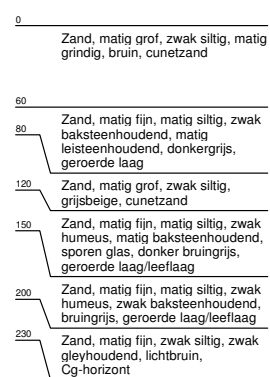 0
Zand, matig grof, zwak siltig, matig
grindig, bruin, cunetzand
60
Zand, matig fijn, matig siltig, zwak
80
baksteenhoudend, matig
leisteenhoudend, donkergrijs,
geroerde laag
120
Zand, matig grof, zwak siltig,
grijsbeige, cunetzand
150
Zand, matig fijn, matig siltig, zwak
humeus, matig baksteenhoudend,
sporen glas, donker bruingrijs,
geroerde laag/leeflaag
200
Zand, matig fijn, matig siltig, zwak
humeus, zwak baksteenhoudend,
bruingrijs, geroerde laag/leeflaag
230
Zand, matig fijn, zwak siltig, zwak
gleyhoudend, lichtbruin,
Cg-horizont